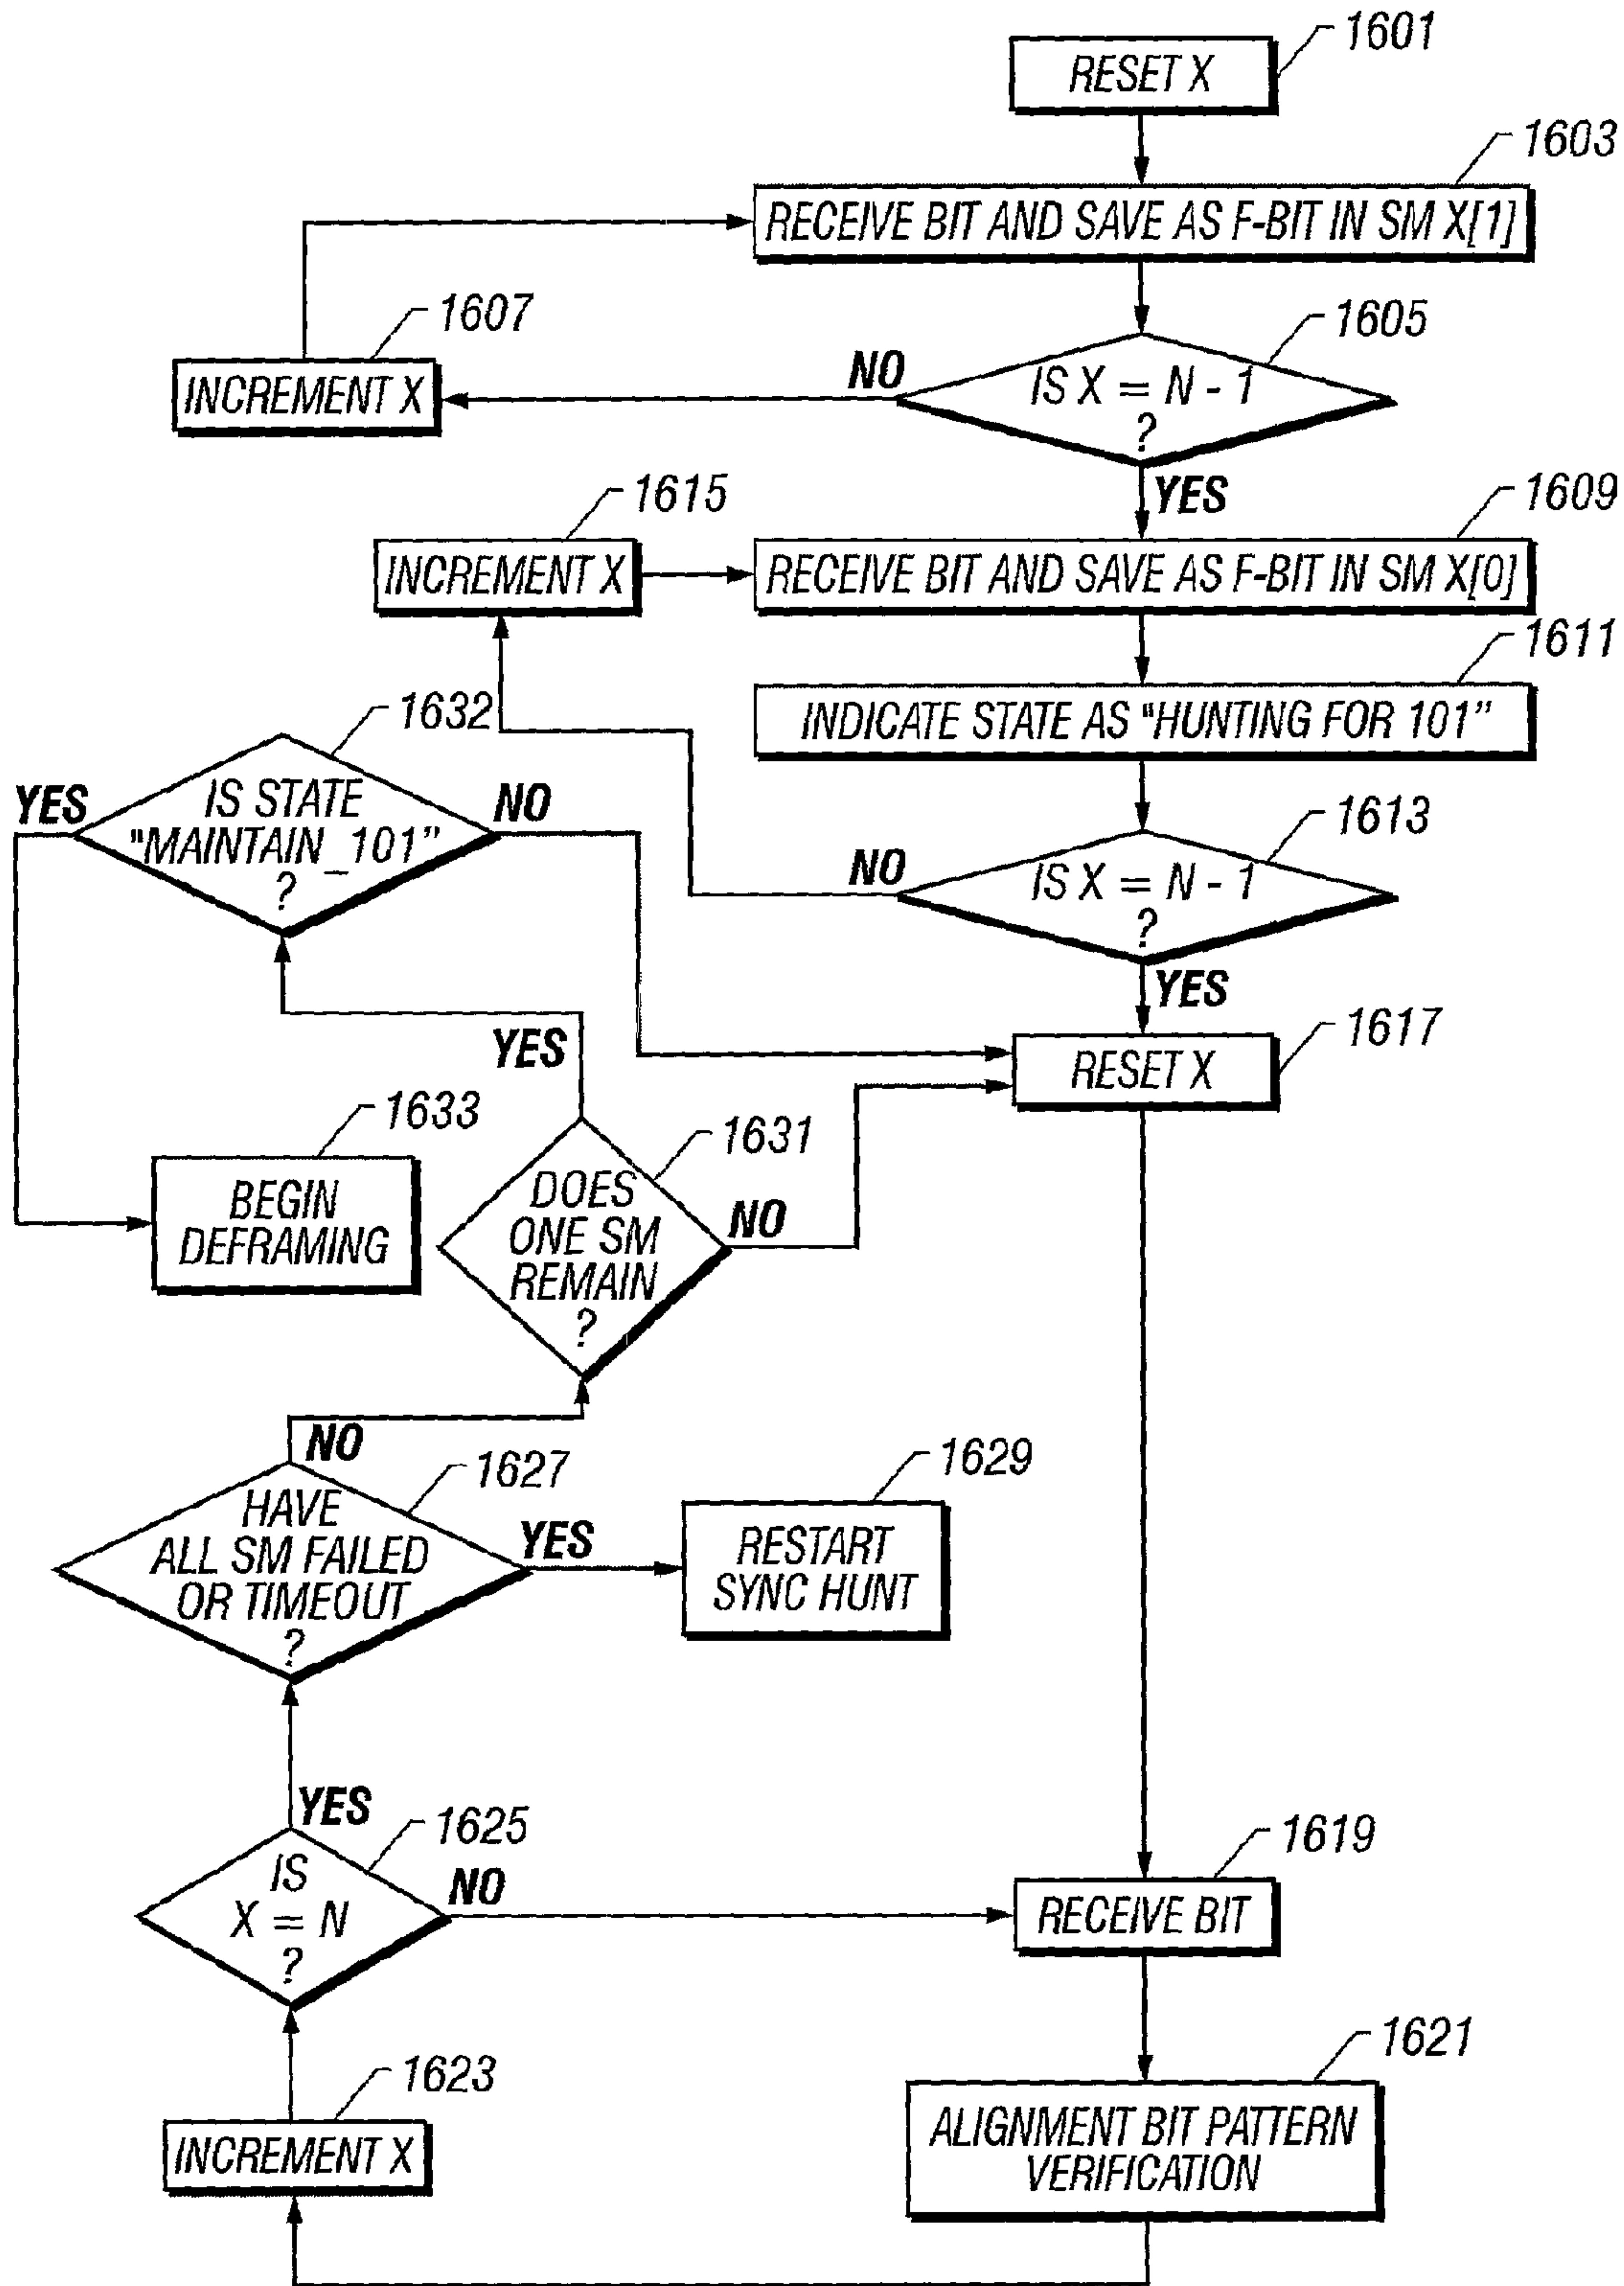 1601
RESET X
1603
RECEIVE BIT AND SAVE AS F-BIT IN SM X[1]
1607
INCREMENT X
1605
NO
IS X = N - 1
?
YES
1615
INCREMENT X
1609
RECEIVE BIT AND SAVE AS F-BIT IN SM X[0]
1611
INDICATE STATE AS "HUNTING FOR 101"
1632
YES
IS STATE
"MAINTAIN_101"
?
NO
1613
NO
IS X = N - 1
?
YES
1617
RESET X
YES
1633
BEGIN
DEFRAMING
1631
DOES
ONE SM
REMAIN
?
NO
NO
1627
HAVE
ALL SM FAILED
OR TIMEOUT
?
YES
1629
RESTART
SYNC HUNT
YES
1625
IS
X = N
?
NO
1619
RECEIVE BIT
1621
ALIGNMENT BIT PATTERN
VERIFICATION
1623
INCREMENT X